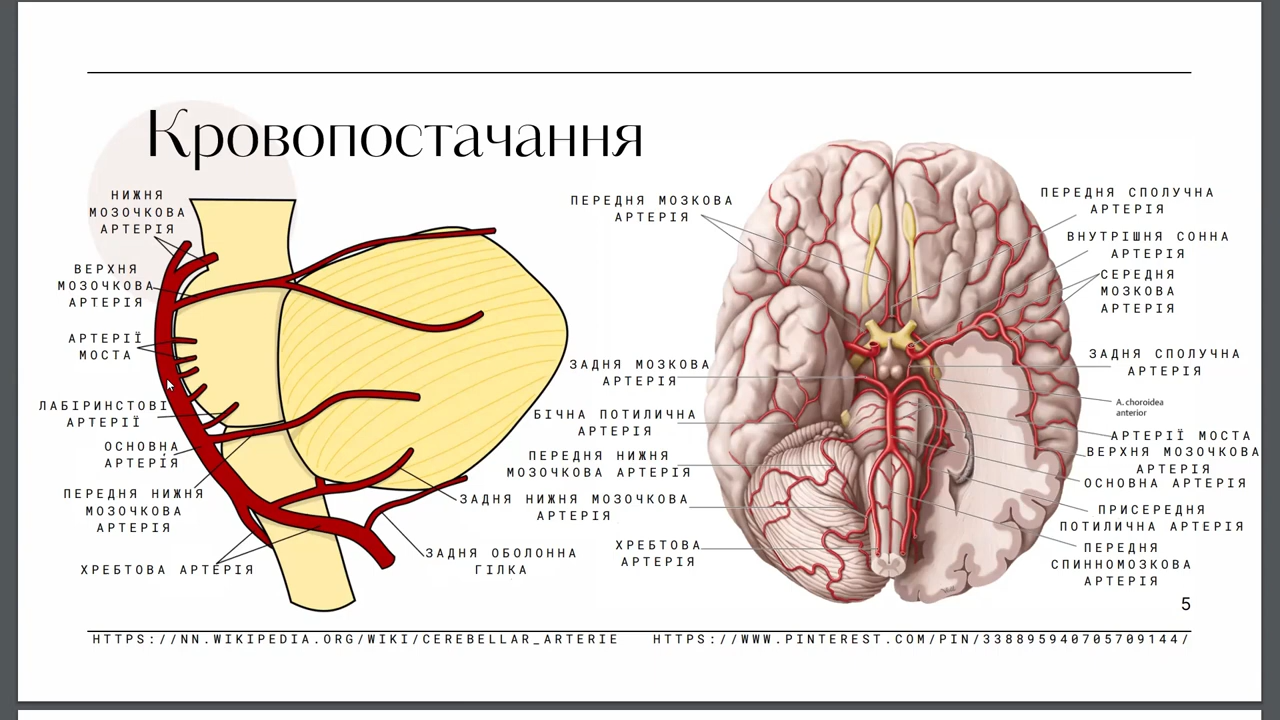 Кровопостачання
НИЖНЯ
МОЗОЧКОВА
АРТЕРІЯ
ВЕРХНЯ
МОЗОЧКОВА
АРТЕРІЯ
АРТЕРІЇ
МОСТА
ЛАБІРИНСТОВІ
АРТЕРІЇ
ОСНОВНА
АРТЕРІЯ
ПЕРЕДНЯ НИЖНЯ
МОЗОЧКОВА
АРТЕРІЯ
ХРЕБТОВА АРТЕРІЯ
ЗАДНЯ НИЖНЯ МОЗОЧКОВА
АРТЕРІЯ
ЗАДНЯ ОБОЛОННА
ГІЛКА
ПЕРЕДНЯ МОЗКОВА
АРТЕРІЯ
ЗАДНЯ МОЗКОВА
АРТЕРІЯ
БІЧНА ПОТИЛИЧНА
АРТЕРІЯ
ПЕРЕДНЯ НИЖНЯ
МОЗОЧКОВА АРТЕРІЯ
ХРЕБТОВА
АРТЕРІЯ
ПЕРЕДНЯ СПОЛУЧНА
АРТЕРІЯ
ВНУТРІШНЯ СОННА
АРТЕРІЯ
СЕРЕДНЯ
МОЗКОВА
АРТЕРІЯ
ЗАДНЯ СПОЛУЧНА
АРТЕРІЯ
A. choroidea
anterior
АРТЕРІЇ МОСТА
ВЕРХНЯ МОЗОЧКОВА
АРТЕРІЯ
ОСНОВНА АРТЕРІЯ
ПРИСЕРЕДНЯ
ПОТИЛИЧНА АРТЕРІЯ
ПЕРЕДНЯ
СПИННОМОЗКОВА
АРТЕРІЯ
5
HTTPS://NN.WIKIPEDIA.ORG/WIKI/CEREBELLAR_ARTERIE
HTTPS://WWW.PINTEREST.COM/PIN/338895940705709144/